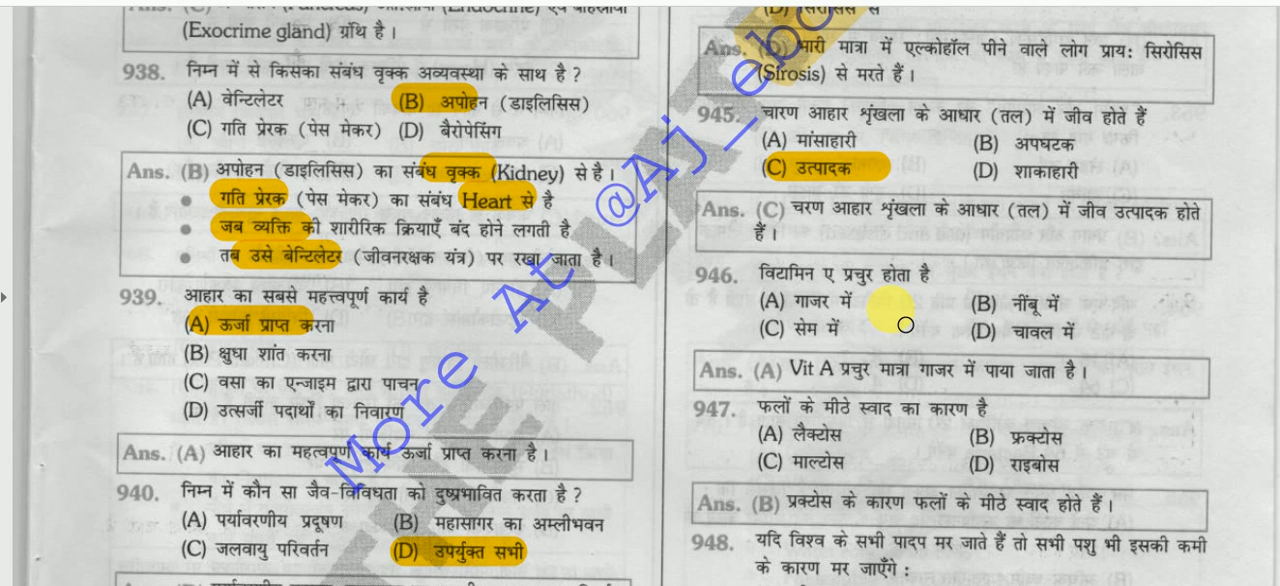 (Exocrime gland) ग्रंथि है।
938. निम्न में से किसका संबंध वृक्क अव्यवस्था के साथ है?
(A) वेन्टिलेटर (B) अपोहन (डाइलिसिस)
(C) गति प्रेरक (पेस मेकर) (D) बैरोपेसिंग
Ans. (B) अपोहन (डाइलिसिस) का संबंध वृक्क (Kidney) से है।
● गति प्रेरक (पेस मेकर) का संबंध Heart से है
● जब व्यक्ति की शारीरिक क्रियाएँ बंद होने लगती है
● तब उसे बेन्टिलेटर (जीवनरक्षक यंत्र) पर रखा जाता है।
939. आहार का सबसे महत्त्वपूर्ण कार्य है
(A) ऊर्जा प्राप्त करना
(B) क्षुधा शांत करना
(C) वसा का एन्जाइम द्वारा पाचन
(D) उत्सर्जी पदार्थों का निवारण
Ans. (A) आहार का महत्वपूर्ण कार्य ऊर्जा प्राप्त करना है।
940. निम्न में कौन सा जैव-विविधता को दुष्प्रभावित करता है?
(A) पर्यावरणीय प्रदूषण (B) महासागर का अम्लीभवन
(C) जलवायु परिवर्तन (D) उपर्युक्त सभी
(D) सिरोसिस से
Ans. (D) भारी मात्रा में एल्कोहॉल पीने वाले लोग प्राय: सिरोसिस
(Sirosis) से मरते हैं।
945. चारण आहार शृंखला के आधार (तल) में जीव होते हैं
(A) मांसाहारी (B) अपघटक
(C) उत्पादक (D) शाकाहारी
Ans. (C) चरण आहार शृंखला के आधार (तल) में जीव उत्पादक होते
हैं।
946. विटामिन ए प्रचुर होता है
(A) गाजर में (B) नींबू में
(C) सेम में (D) चावल में
Ans. (A) Vit A प्रचुर मात्रा गाजर में पाया जाता है।
947. फलों के मीठे स्वाद का कारण है
(A) लैक्टोस (B) फ्रक्टोस
(C) माल्टोस (D) राइबोस
Ans. (B) प्रक्टोस के कारण फलों के मीठे स्वाद होते हैं।
948. यदि विश्व के सभी पादप मर जाते हैं तो सभी पशु भी इसकी कमी
के कारण मर जाएँगे :
More At @Aj_ebo